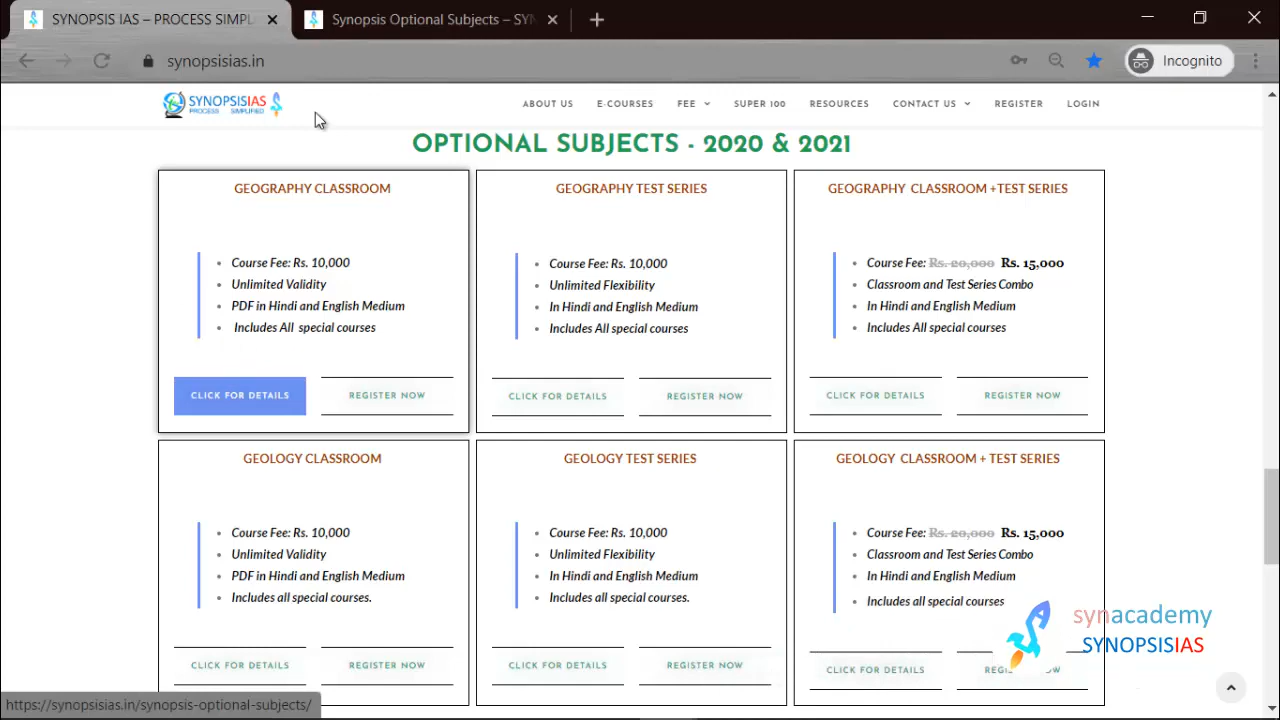 SYNOPSIS IAS – PROCESS SIMPL
Synopsis Optional Subjects – SYN
synopsisias.in
Incognito
SYNOPSISIAS
PROCESS SIMPLIFIED
ABOUT US
E-COURSES
FEE
SUPER 100
RESOURCES
CONTACT US
REGISTER
LOGIN
OPTIONAL SUBJECTS - 2020 & 2021
GEOGRAPHY CLASSROOM
Course Fee: Rs. 10,000
Unlimited Validity
PDF in Hindi and English Medium
Includes All special courses
CLICK FOR DETAILS
REGISTER NOW
GEOGRAPHY TEST SERIES
Course Fee: Rs. 10,000
Unlimited Flexibility
In Hindi and English Medium
Includes All special courses
CLICK FOR DETAILS
REGISTER NOW
GEOGRAPHY CLASSROOM +TEST SERIES
Course Fee: Rs. 20,000 Rs. 15,000
Classroom and Test Series Combo
In Hindi and English Medium
Includes All special courses
CLICK FOR DETAILS
REGISTER NOW
GEOLOGY CLASSROOM
Course Fee: Rs. 10,000
Unlimited Validity
PDF in Hindi and English Medium
Includes all special courses.
CLICK FOR DETAILS
REGISTER NOW
GEOLOGY TEST SERIES
Course Fee: Rs. 10,000
Unlimited Flexibility
In Hindi and English Medium
Includes all special courses.
CLICK FOR DETAILS
REGISTER NOW
GEOLOGY CLASSROOM + TEST SERIES
Course Fee: Rs. 20,000 Rs. 15,000
Classroom and Test Series Combo
In Hindi and English Medium
Includes all special courses
CLICK FOR DETAILS
synacademy
SYNOPSISIAS
https://synopsisias.in/synopsis-optional-subjects/